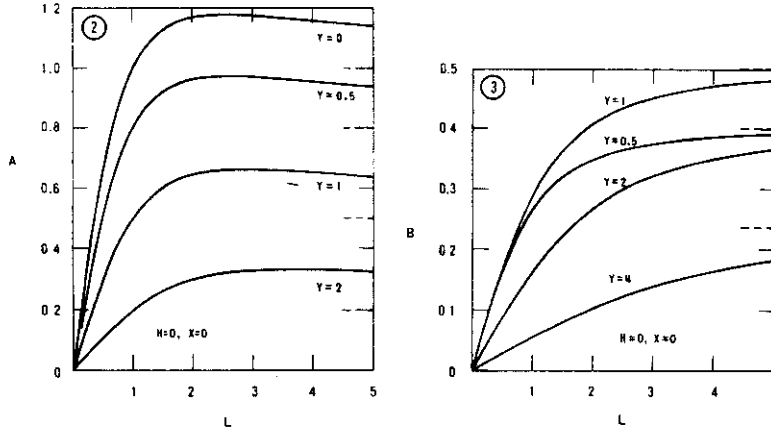 2
1.2
1.0
0.8
0.6
0 4
0.2
0
A
Y=0
Y=0.5
Y=1
Y=2
H=0, X=0
0 1 2 3 4 5
L
3
0.5
0.4
0.3
0.2
0 1
0
B
Y=1
Y=0.5
Y=2
Y=4
H=0, X=0
1 2 3 4
L